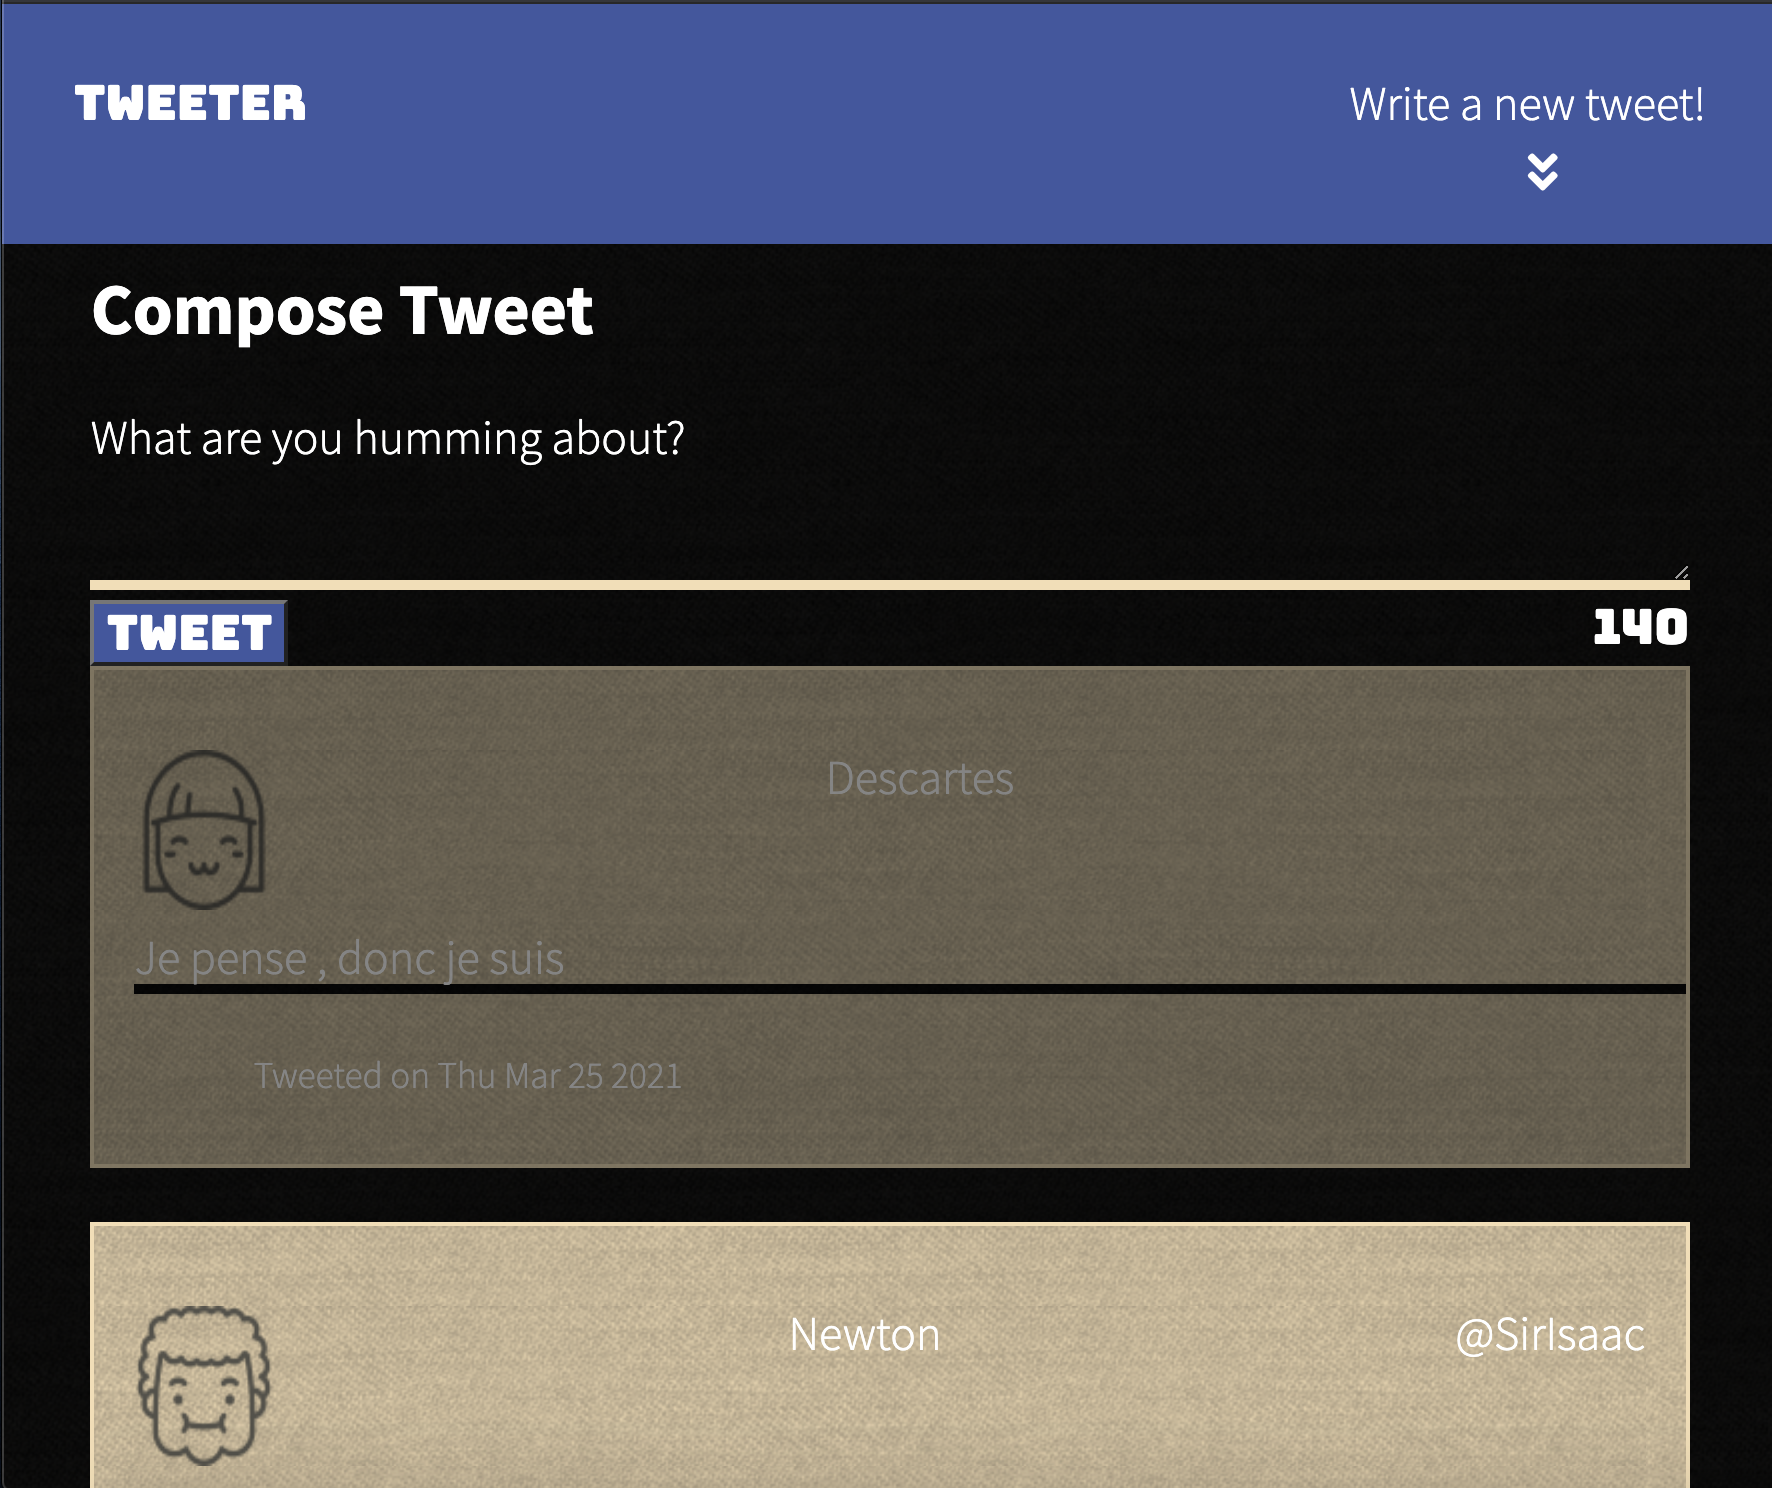 TWEETER
Write a new tweet!
Compose Tweet
What are you humming about?
TWEET
140
Descartes
Je pense , donc je suis
Tweeted on Thu Mar 25 2021
Newton
@SirIsaac